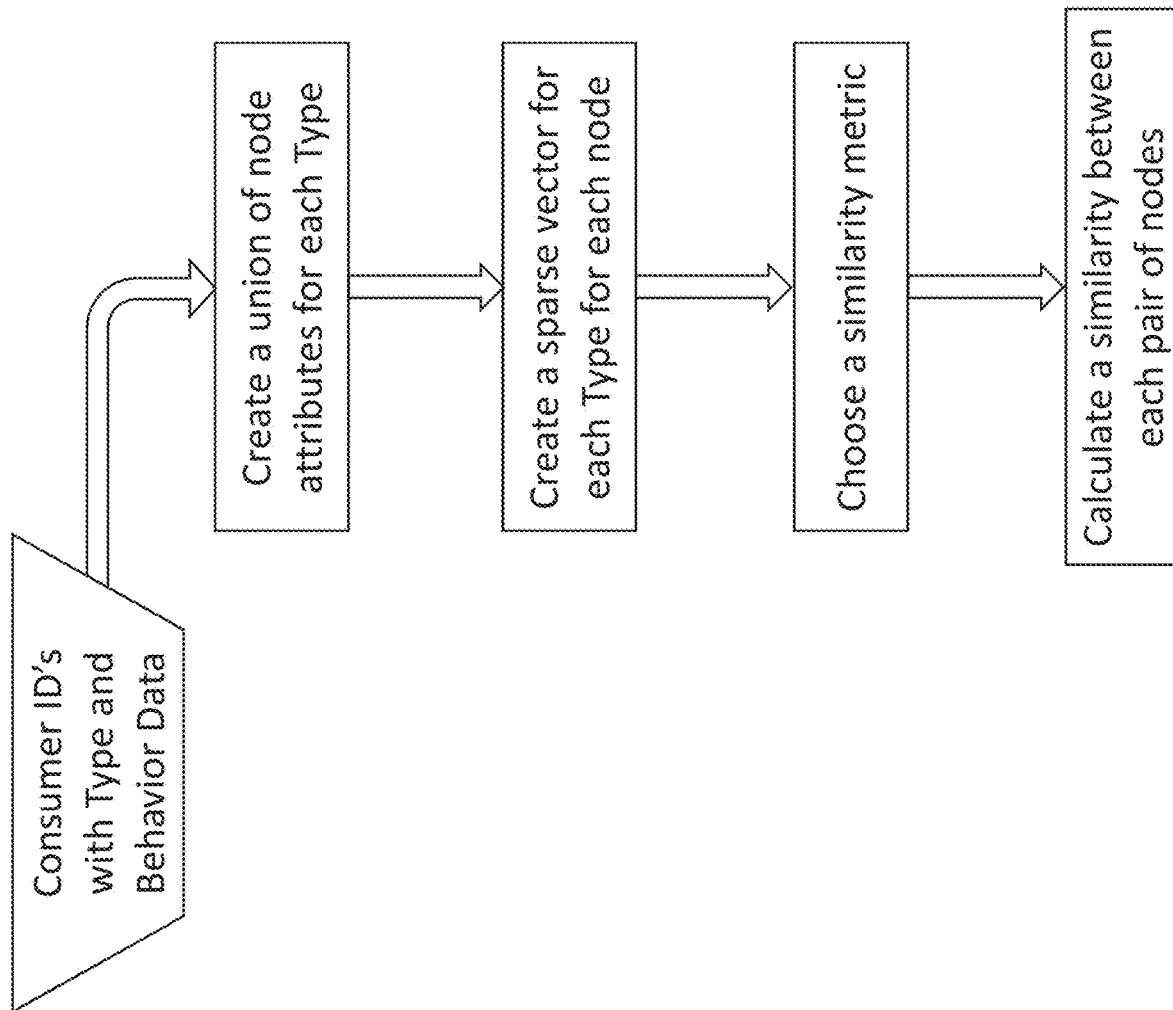 Consumer ID's
with Type and
Behavior Data
Create a union of node
attributes for each Type
Create a sparse vector for
each Type for each node
Choose a similarity metric
Calculate a similarity between
each pair of nodes